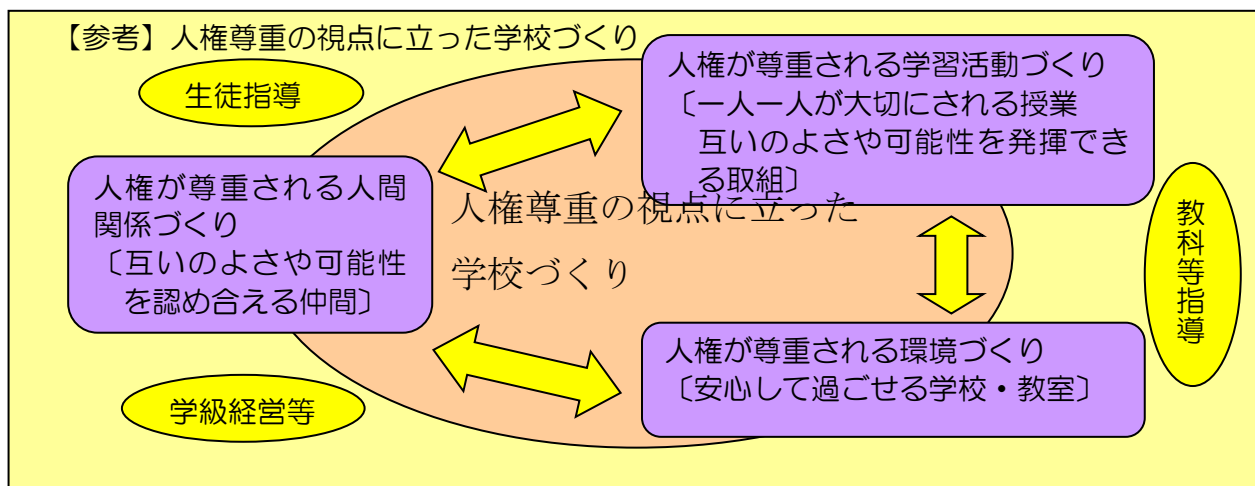 【参考】人権尊重の視点に立った学校づくり
生徒指導
人権が尊重される学習活動づくり
〔一人一人が大切にされる授業
互いのよさや可能性を発揮でき
る取組〕
人権が尊重される人間
関係づくり
〔互いのよさや可能性
を認め合える仲間〕
人権尊重の視点に立った
学校づくり
教科等指導
人権が尊重される環境づくり
〔安心して過ごせる学校・教室〕
学級経営等